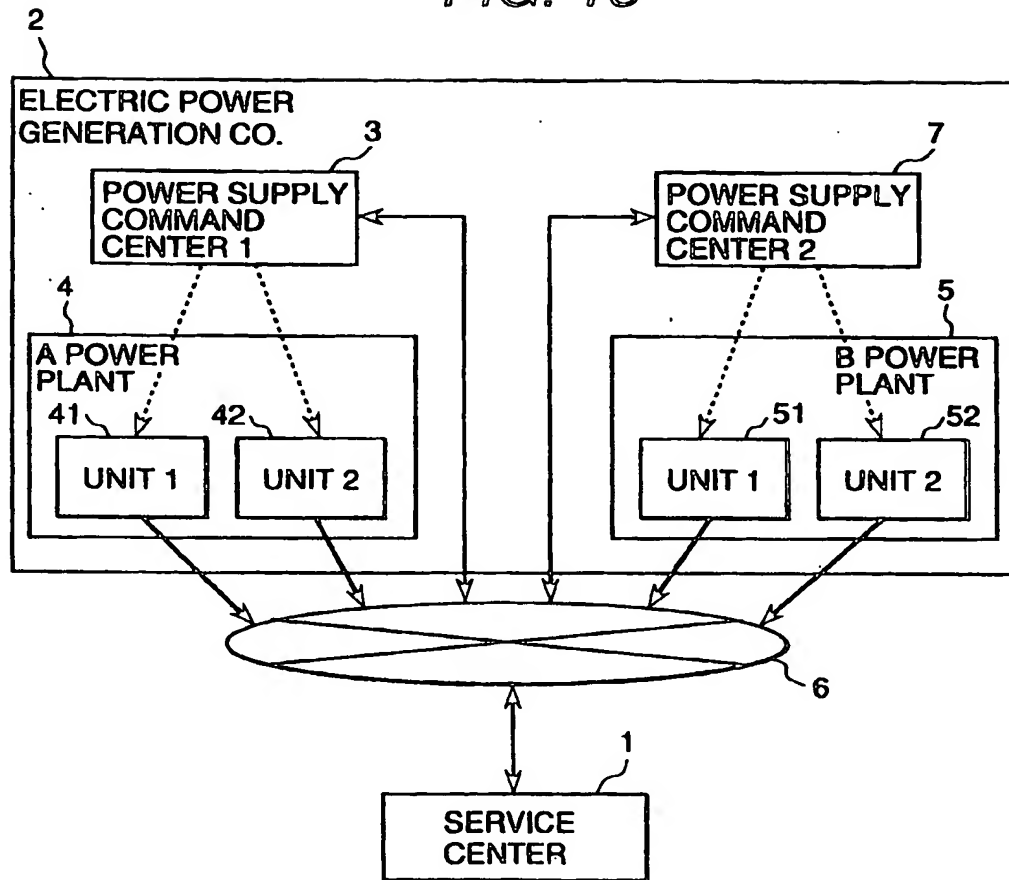 2
ELECTRIC POWER
GENERATION CO.
3
7
POWER SUPPLY
COMMAND
CENTER 1
POWER SUPPLY
COMMAND
CENTER 2
4
5
A POWER
PLANT
B POWER
PLANT
41
42
51
52
UNIT 1
UNIT 2
UNIT 1
UNIT 2
6
1
SERVICE
CENTER